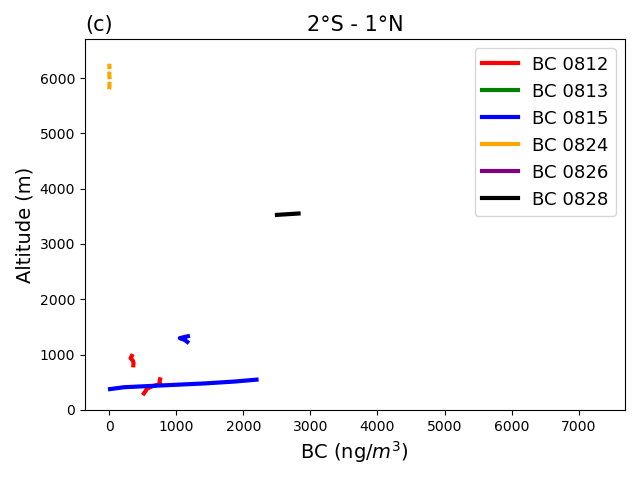 (c) 2°S - 1°N
BC 0812
BC 0813
BC 0815
BC 0824
BC 0826
BC 0828
6000
5000
4000
3000
2000
1000
0
Altitude (m)
0 1000 2000 3000 4000 5000 6000 7000
BC (ng/m³)